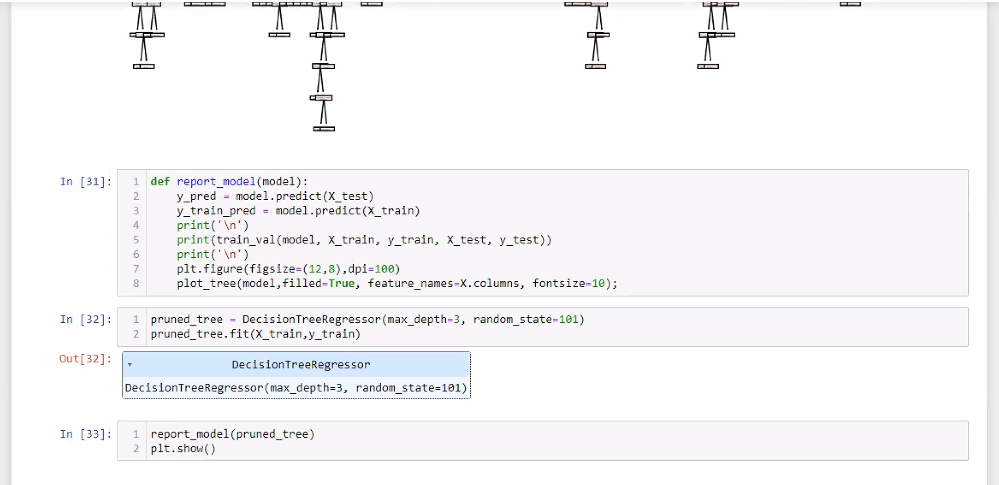 In [31]:
1 def report_model(model):
2     y_pred = model.predict(X_test)
3     y_train_pred = model.predict(X_train)
4     print('\n')
5     print(train_val(model, X_train, y_train, X_test, y_test))
6     print('\n')
7     plt.figure(figsize=(12,8),dpi=100)
8     plot_tree(model,filled=True, feature_names=X.columns, fontsize=10);
In [32]:
1 pruned_tree = DecisionTreeRegressor(max_depth=3, random_state=101)
2 pruned_tree.fit(X_train,y_train)
Out[32]:
▾ DecisionTreeRegressor
DecisionTreeRegressor(max_depth=3, random_state=101)
In [33]:
1 report_model(pruned_tree)
2 plt.show()